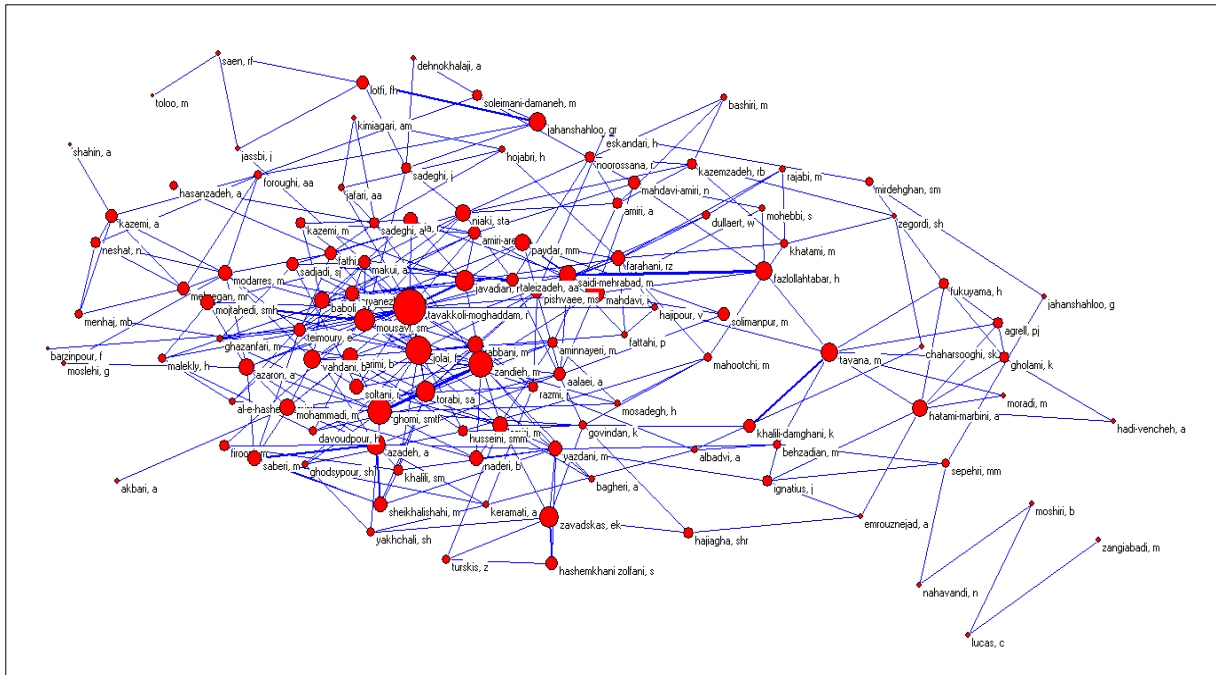 saen, rf
dehnokhalaji, a
lotfi, fh
toloo, m
soleimani-damaneh, m
bashiri, m
kimiagari, am
jahanshahloo, gr
eskandari, h
shahin, a
jassbi, j
hojabri, h
noorossana, r
kazemzadeh, rb
rajabi, m
foroughi, aa
sadeghi, j
mirdehghan, sm
hasanzadeh, a
jafari, aa
mahdavi-amiri, n
amiri, a
mohebbi, s
kazemi, a
niaki, sta
dullaert, w
zegordi, sh
kazemi, m
sadeghi, a
neshat, n
paydar, mm
khatami, m
farahani, rz
makui, a
sadjadi, sj
modarres, m
saidi-mehrabad, m
fazlollahtabar, h
javadian,
taleizadeh, aa
fukuyama, h
mojtahedi, smh
baboli,
pishvaee, ms
mahdavi, i
jahanshahloo, g
tavakkoli-moghaddam, r
hajipour, v
menhaj, mb
mousavi, sm
solimanpur, m
agrell, pj
teimoury, e
ghazanfari, m
aminnayeri, m
fattahi, p
barzinpour, f
chaharsooghi, sk
jolai, f
tavana, m
gholami, k
moslehi, g
malekly, h
vahdani, b
zandieh, m
mahootchi, m
azaron, a
aalaei, a
soltani, r
razmi, j
torabi, sa
moradi, m
al-e-hashe
mohammadi, m
ghomi, smtf
mosadegh, h
hatami-marbini, a
hadi-vencheh, a
govindan, k
khalili-damghani, k
davoudpour, h
husseini, smm
azadeh, a
yazdani, m
albadvi, a
behzadian, m
saberi, m
ghodsypour, sh
khalili, sm
naderi, b
sepehri, mm
akbari, a
bagheri, a
ignatius, j
sheikhalishahi, m
keramati, a
moshiri, b
zavadskas, ek
emrouznejad, a
yakhchali, sh
hajiagha, shr
zangiabadi, m
turskis, z
hashemkhani zolfani, s
nahavandi, n
lucas, c